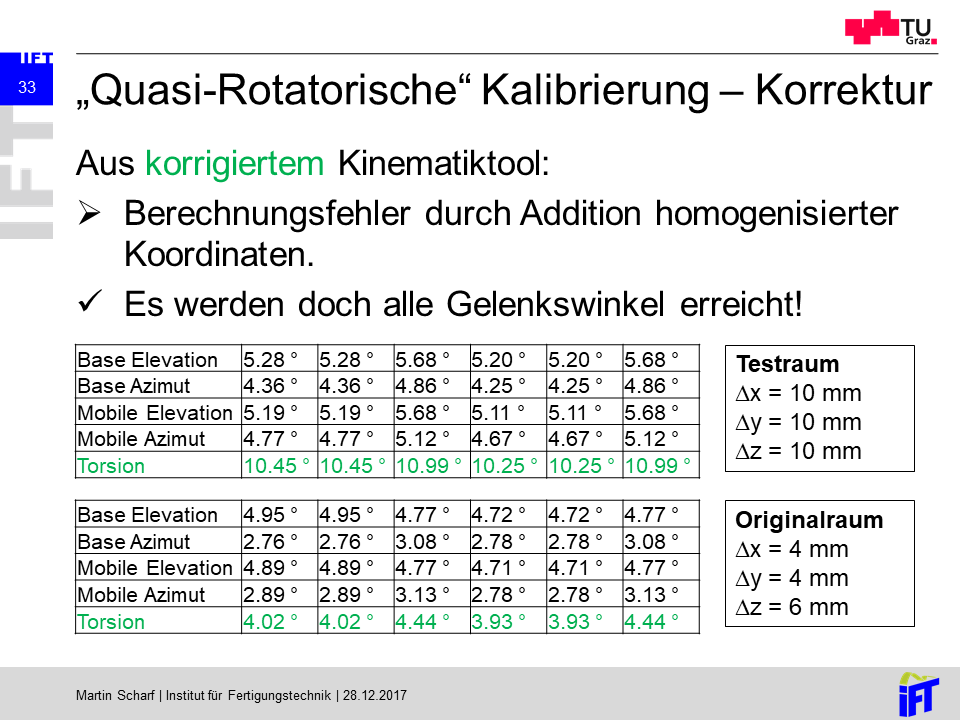 TU
Graz
IFT
33
IFT
„Quasi-Rotatorische“ Kalibrierung – Korrektur
Aus korrigiertem Kinematiktool:
➢ Berechnungsfehler durch Addition homogenisierter
Koordinaten.
✓ Es werden doch alle Gelenkswinkel erreicht!
Base Elevation 5.28 ° 5.28 ° 5.68 ° 5.20 ° 5.20 ° 5.68 °
Base Azimut 4.36 ° 4.36 ° 4.86 ° 4.25 ° 4.25 ° 4.86 °
Mobile Elevation 5.19 ° 5.19 ° 5.68 ° 5.11 ° 5.11 ° 5.68 °
Mobile Azimut 4.77 ° 4.77 ° 5.12 ° 4.67 ° 4.67 ° 5.12 °
Torsion 10.45 ° 10.45 ° 10.99 ° 10.25 ° 10.25 ° 10.99 °
Testraum
∆x = 10 mm
∆y = 10 mm
∆z = 10 mm
Base Elevation 4.95 ° 4.95 ° 4.77 ° 4.72 ° 4.72 ° 4.77 °
Base Azimut 2.76 ° 2.76 ° 3.08 ° 2.78 ° 2.78 ° 3.08 °
Mobile Elevation 4.89 ° 4.89 ° 4.77 ° 4.71 ° 4.71 ° 4.77 °
Mobile Azimut 2.89 ° 2.89 ° 3.13 ° 2.78 ° 2.78 ° 3.13 °
Torsion 4.02 ° 4.02 ° 4.44 ° 3.93 ° 3.93 ° 4.44 °
Originalraum
∆x = 4 mm
∆y = 4 mm
∆z = 6 mm
Martin Scharf | Institut für Fertigungstechnik | 28.12.2017
iFT